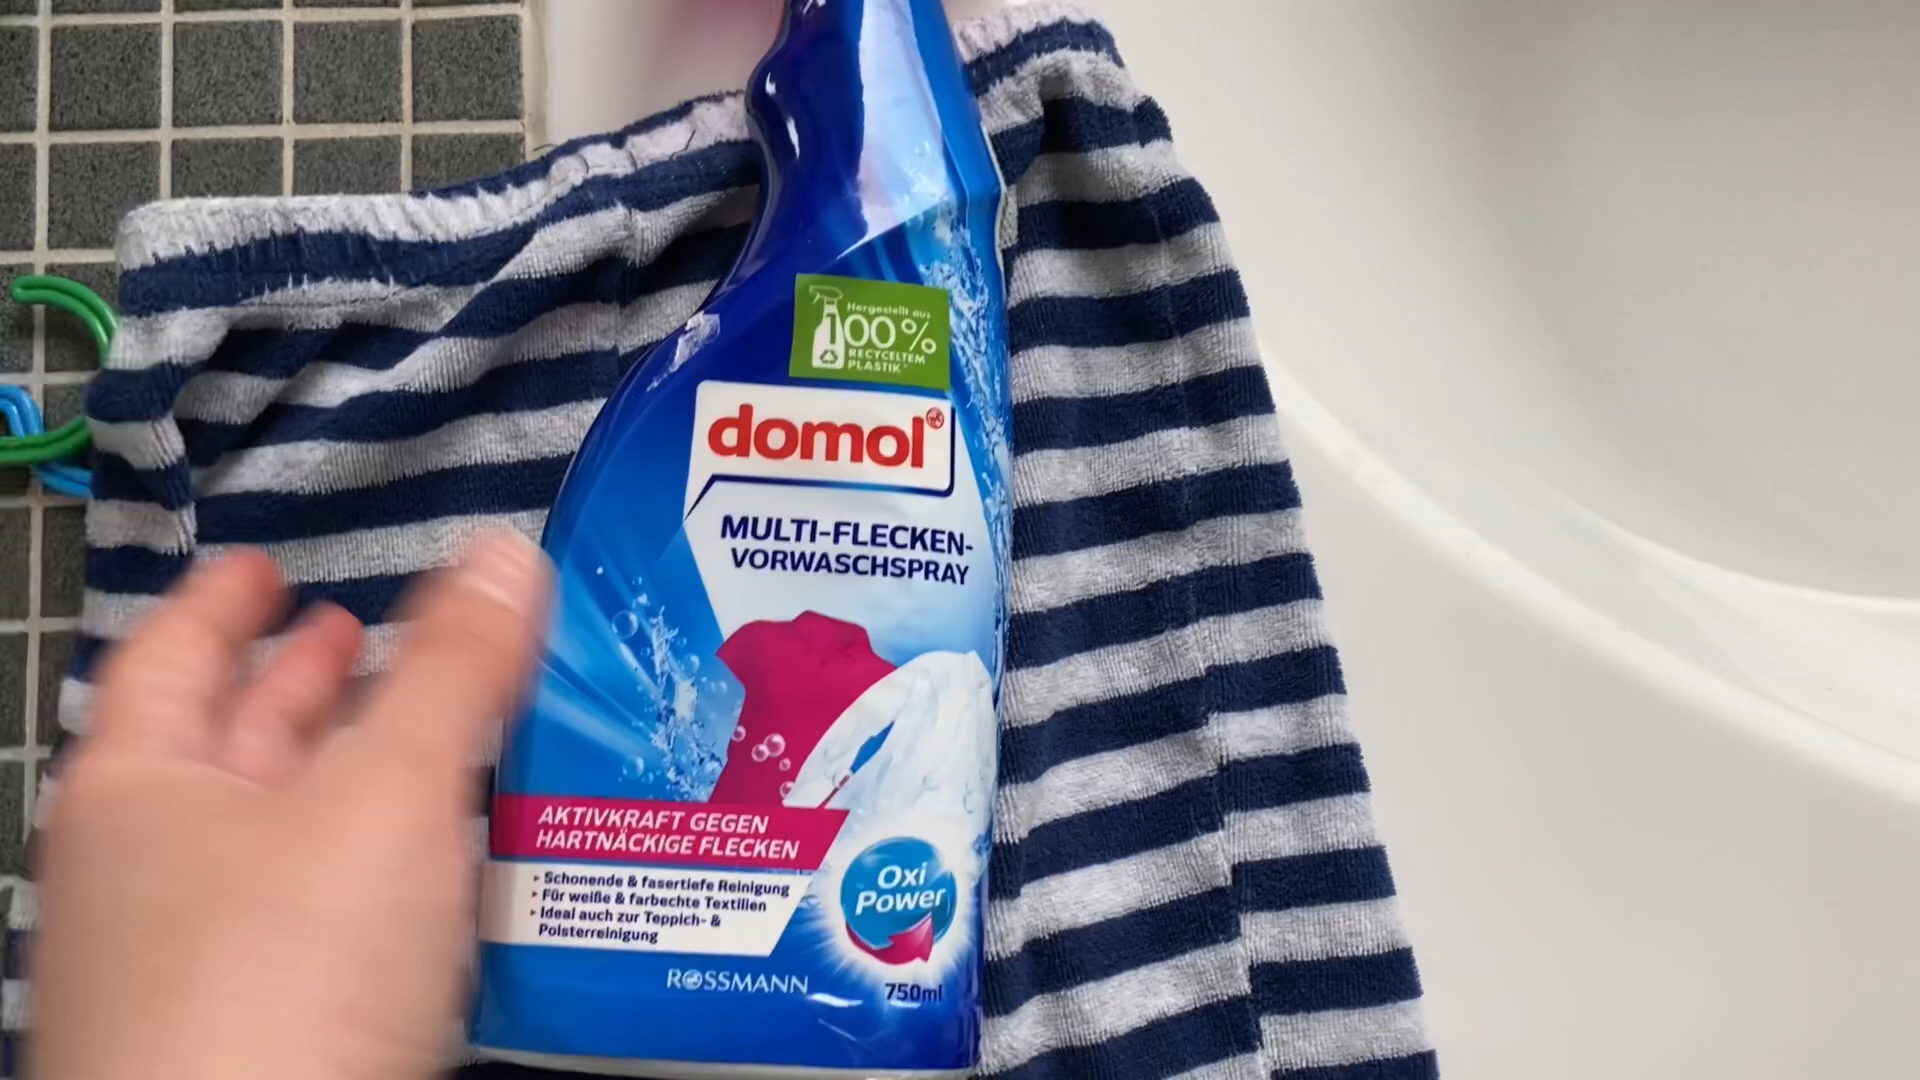 Hergestellt aus
100%
RECYCELTEM
PLASTIK*
domol
MULTI-FLECKEN-
VORWASCHSPRAY
AKTIVKRAFT GEGEN
HARTNÄCKIGE FLECKEN
▸ Schonende & fasertiefe Reinigung
▸ Für weiße & farbechte Textilien
▸ Ideal auch zur Teppich- &
Polsterreinigung
Oxi
Power
ROSSMANN
750ml